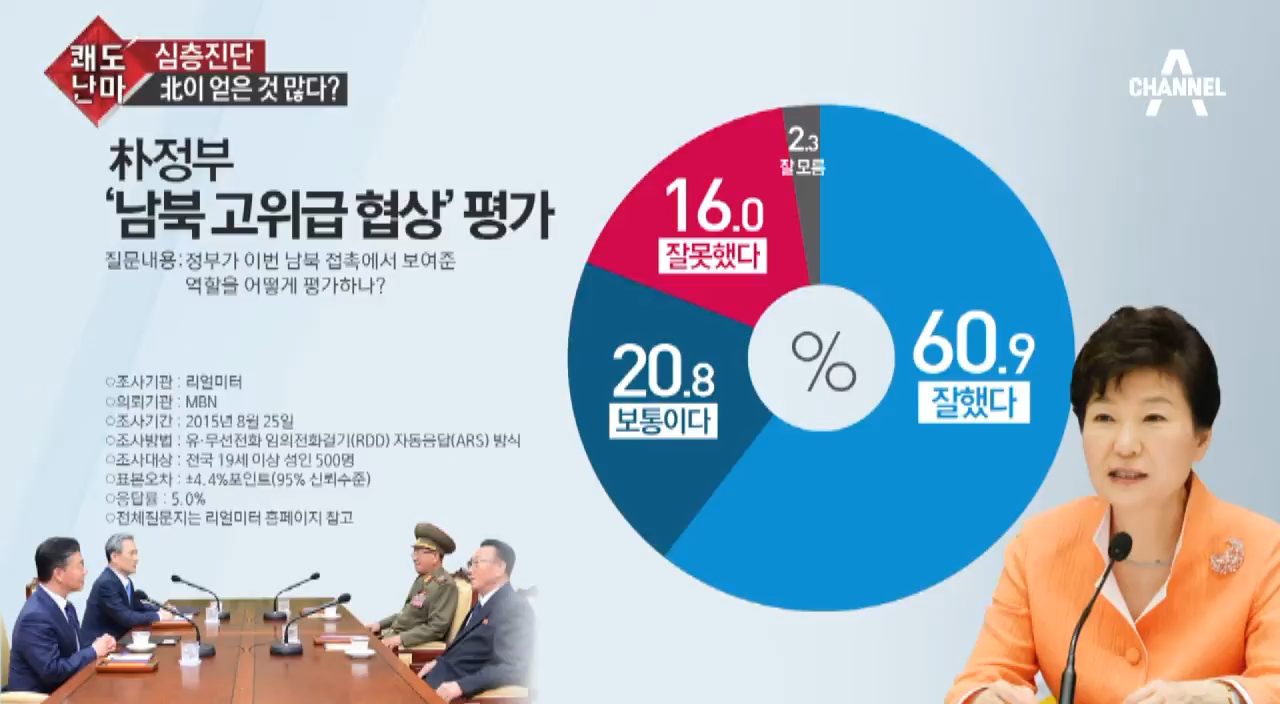 쾌도난마
심층진단
北이 얻은 것 많다?
CHANNEL A
朴정부
‘남북 고위급 협상’ 평가
질문내용: 정부가 이번 남북 접촉에서 보여준
역할을 어떻게 평가하나?
○조사기관 : 리얼미터
○의뢰기관 : MBN
○조사기간 : 2015년 8월 25일
○조사방법 : 유·무선전화 임의전화걸기(RDD) 자동응답(ARS) 방식
○조사대상 : 전국 19세 이상 성인 500명
○표본오차 : ±4.4%포인트(95% 신뢰수준)
○응답률 : 5.0%
○전체질문지는 리얼미터 홈페이지 참고
2.3
잘 모름
16.0
잘못했다
20.8
보통이다
60.9
잘했다
%